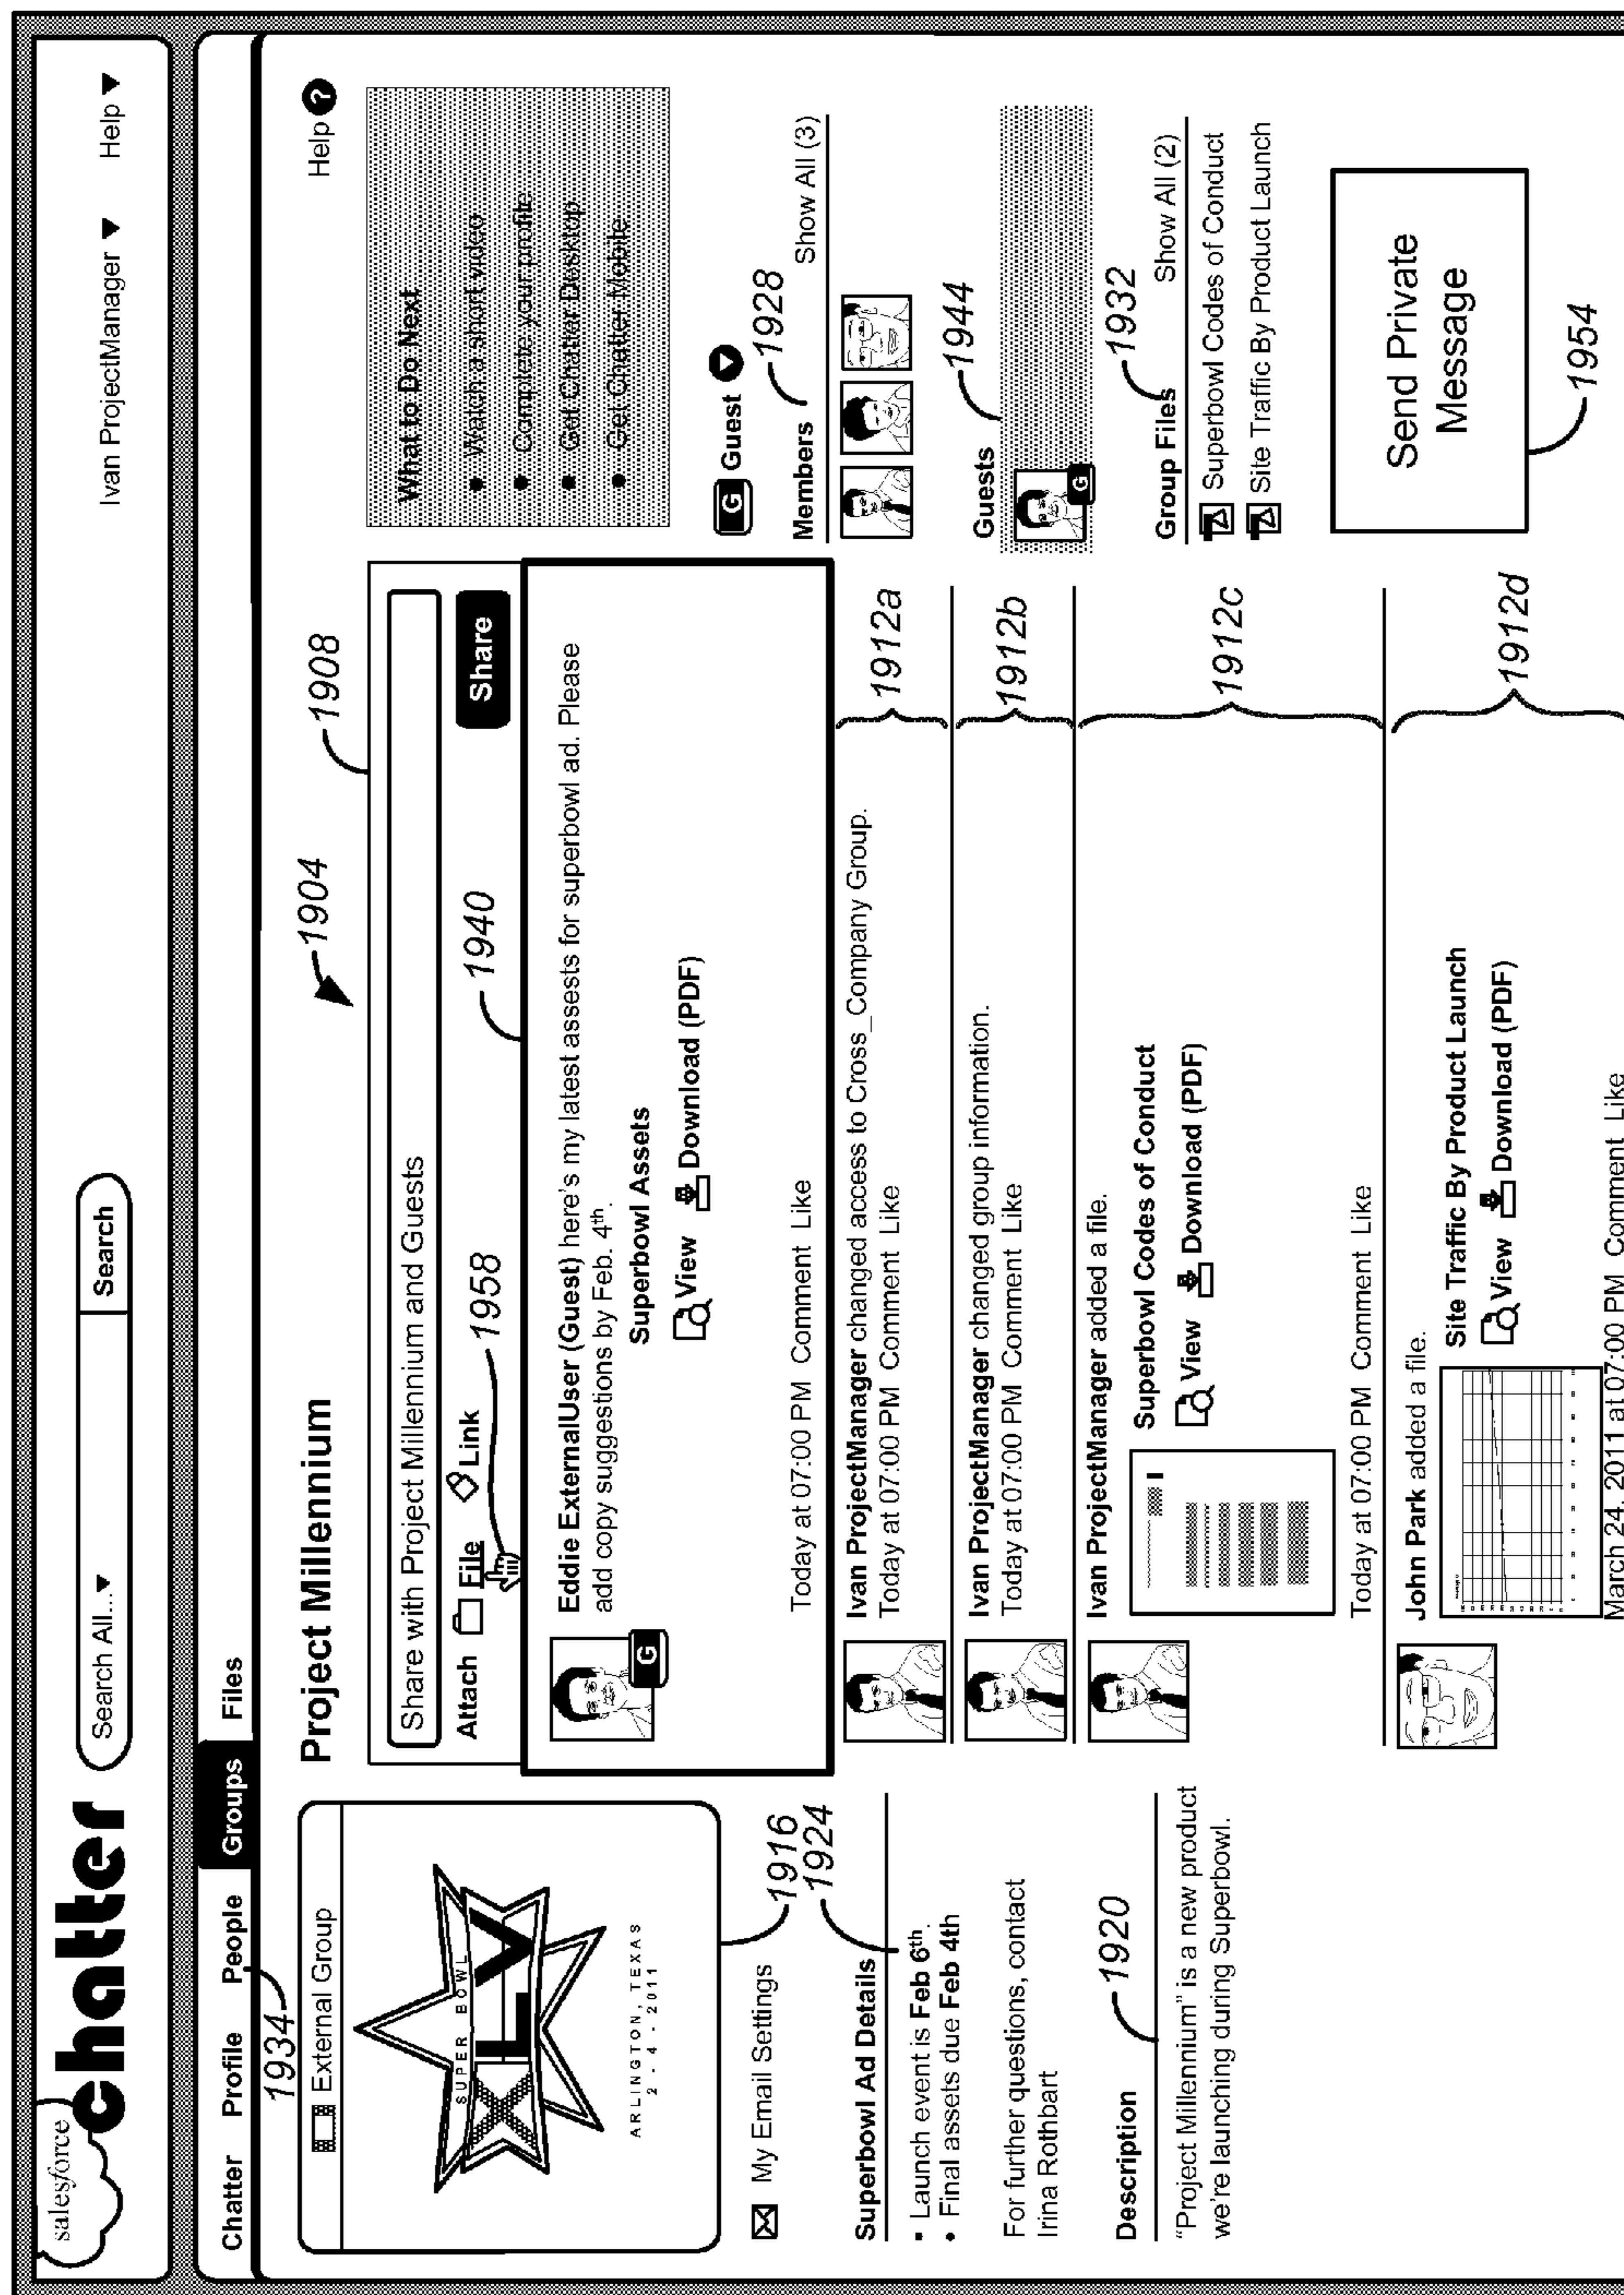 salesforce
chatter
Search All...
Search
Ivan ProjectManager
Help
Chatter Profile People Groups Files
1934
External Group
SUPER BOWL
XLV
ARLINGTON, TEXAS
2 - 4 - 2011
1916
My Email Settings
1924
Superbowl Ad Details
• Launch event is Feb 6th.
• Final assets due Feb 4th
For further questions, contact
Irina Rothbart
1920
Description
“Project Millennium” is a new product
we're launching during Superbowl.
Project Millennium
1904
1908
Share with Project Millennium and Guests
Attach File Link
Share
1958
1940
Eddie ExternalUser (Guest) here's my latest assests for superbowl ad. Please
add copy suggestions by Feb. 4th.
G
Superbowl Assets
View Download (PDF)
Today at 07:00 PM Comment Like
Ivan ProjectManager changed access to Cross_Company Group.
Today at 07:00 PM Comment Like
1912a
Ivan ProjectManager changed group information.
Today at 07:00 PM Comment Like
1912b
Ivan ProjectManager added a file.
Superbowl Codes of Conduct
View Download (PDF)
Today at 07:00 PM Comment Like
1912c
John Park added a file.
Site Traffic By Product Launch
View Download (PDF)
March 24, 2011 at 07:00 PM Comment Like
1912d
Help ?
What to Do Next
• Watch a short video
• Complete your profile
• Get Chatter Desktop
• Get Chatter Mobile
G Guest
1928
Members Show All (3)
1944
Guests
G
1932
Group Files Show All (2)
Superbowl Codes of Conduct
Site Traffic By Product Launch
Send Private
Message
1954